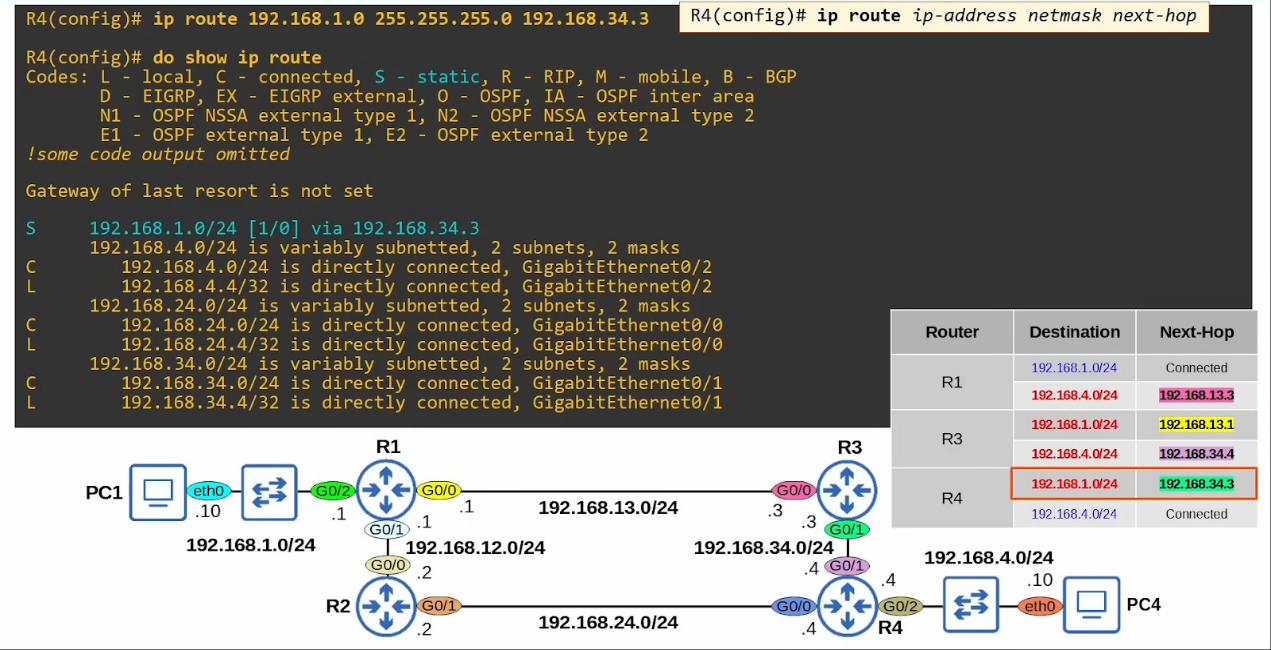 R4(config)# ip route 192.168.1.0 255.255.255.0 192.168.34.3
R4(config)# ip route ip-address netmask next-hop
R4(config)# do show ip route
Codes: L - local, C - connected, S - static, R - RIP, M - mobile, B - BGP
D - EIGRP, EX - EIGRP external, O - OSPF, IA - OSPF inter area
N1 - OSPF NSSA external type 1, N2 - OSPF NSSA external type 2
E1 - OSPF external type 1, E2 - OSPF external type 2
!some code output omitted
Gateway of last resort is not set
S 192.168.1.0/24 [1/0] via 192.168.34.3
192.168.4.0/24 is variably subnetted, 2 subnets, 2 masks
C 192.168.4.0/24 is directly connected, GigabitEthernet0/2
L 192.168.4.4/32 is directly connected, GigabitEthernet0/2
192.168.24.0/24 is variably subnetted, 2 subnets, 2 masks
C 192.168.24.0/24 is directly connected, GigabitEthernet0/0
L 192.168.24.4/32 is directly connected, GigabitEthernet0/0
192.168.34.0/24 is variably subnetted, 2 subnets, 2 masks
C 192.168.34.0/24 is directly connected, GigabitEthernet0/1
L 192.168.34.4/32 is directly connected, GigabitEthernet0/1
Router Destination Next-Hop
R1
192.168.1.0/24 Connected
192.168.4.0/24 192.168.13.3
R3
192.168.1.0/24 192.168.13.1
192.168.4.0/24 192.168.34.4
R4
192.168.1.0/24 192.168.34.3
192.168.4.0/24 Connected
R1
R3
PC1
eth0
.10
G0/2
.1
G0/0
.1
192.168.13.0/24
G0/0
.3
192.168.1.0/24
G0/1
.1
192.168.12.0/24
G0/0
.2
.3
G0/1
192.168.34.0/24
G0/1
.4
R2
G0/1
.2
192.168.24.0/24
G0/0
.4
R4
.4
G0/2
192.168.4.0/24
.10
eth0
PC4